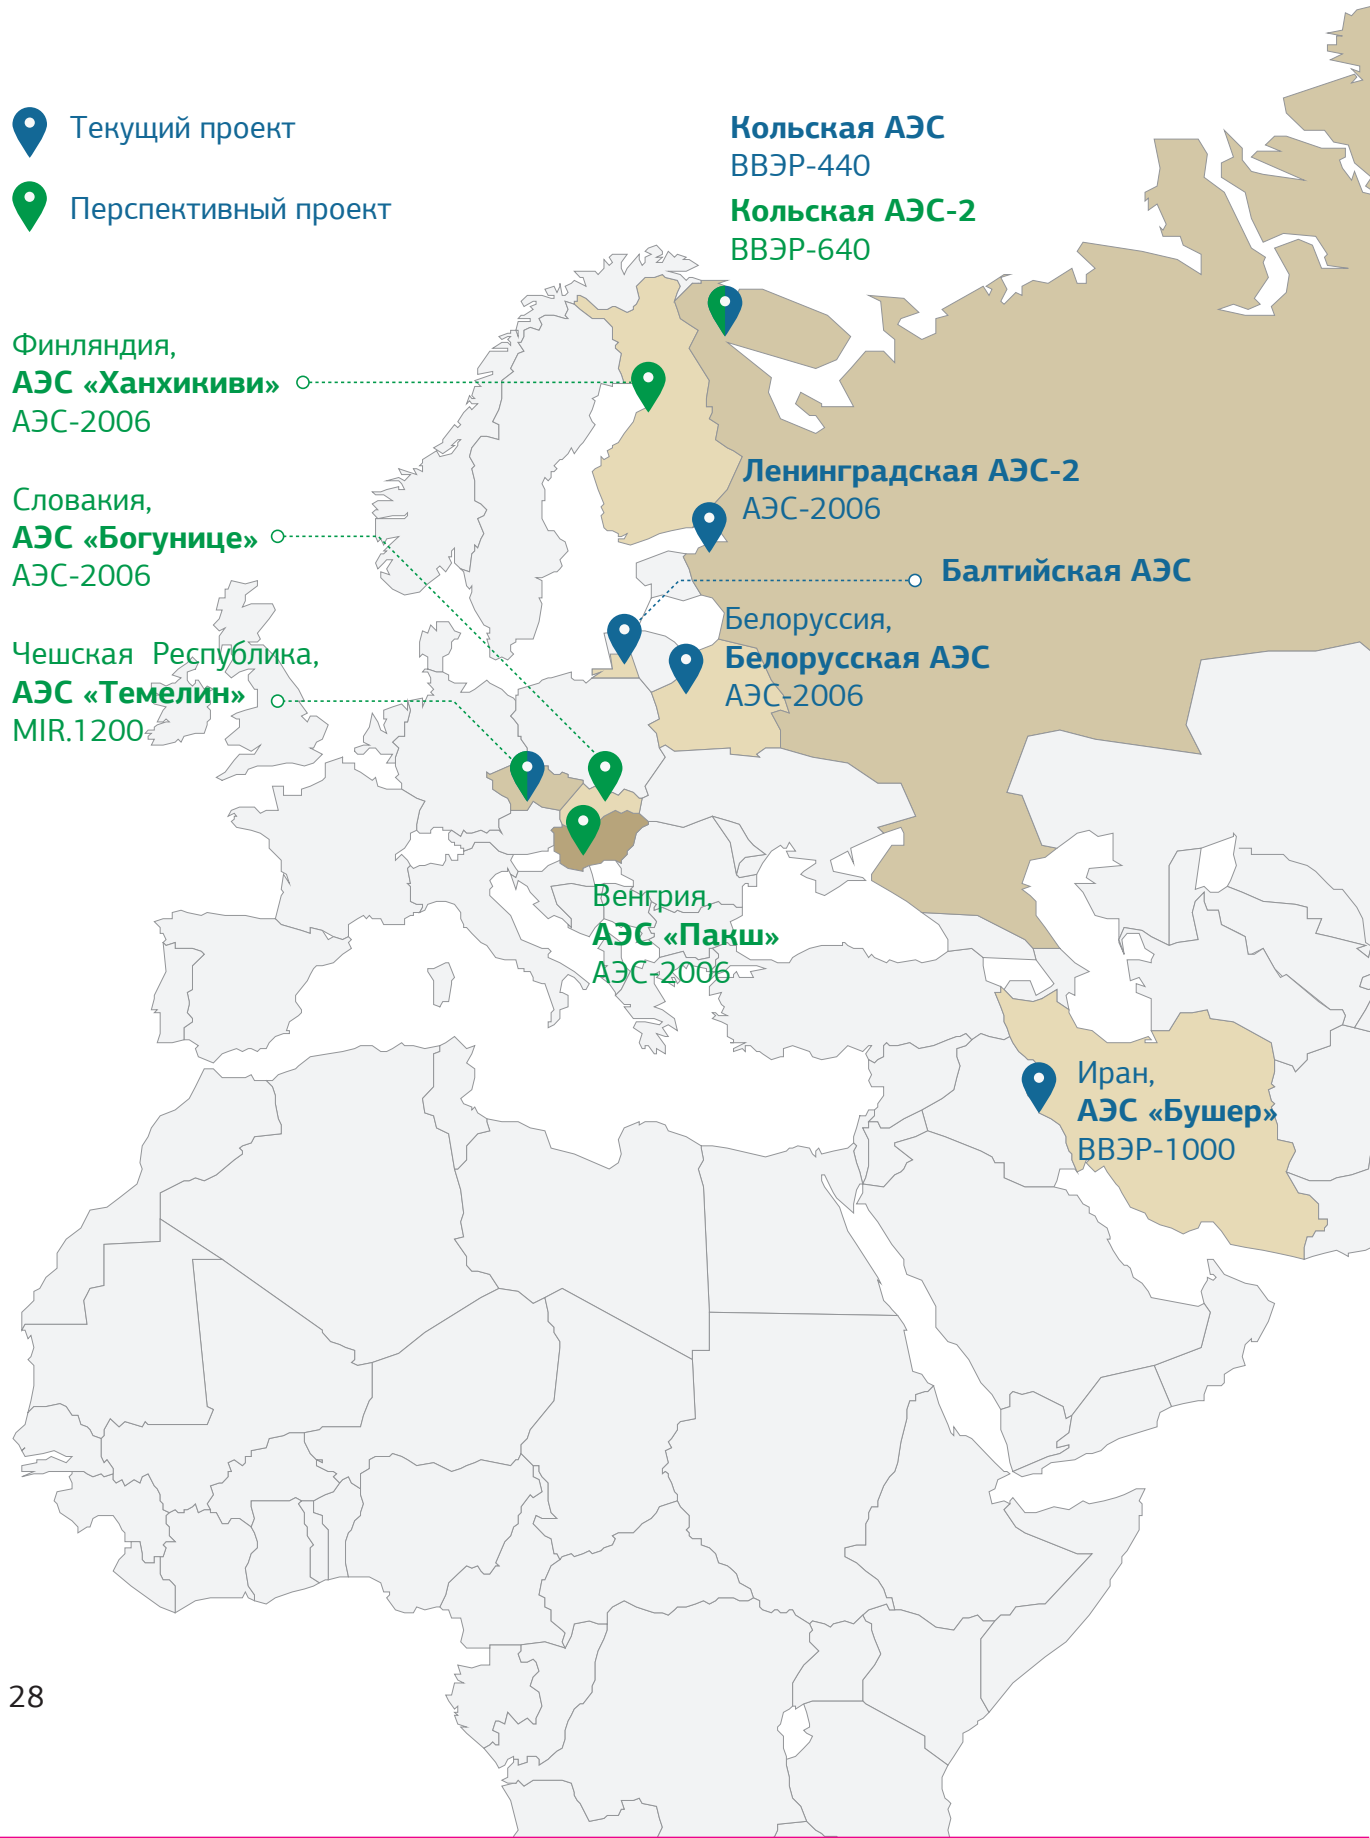 Текущий проект
Перспективный проект
Кольская АЭС
ВВЭР-440
Кольская АЭС-2
ВВЭР-640
Финляндия,
АЭС «Ханхикиви»
АЭС-2006
Ленинградская АЭС-2
АЭС-2006
Словакия,
АЭС «Богунице»
АЭС-2006
Балтийская АЭС
Белоруссия,
Белорусская АЭС
АЭС-2006
Чешская Республика,
АЭС «Темелин»
MIR.1200
Венгрия,
АЭС «Пакш»
АЭС-2006
Иран,
АЭС «Бушер»
ВВЭР-1000
28